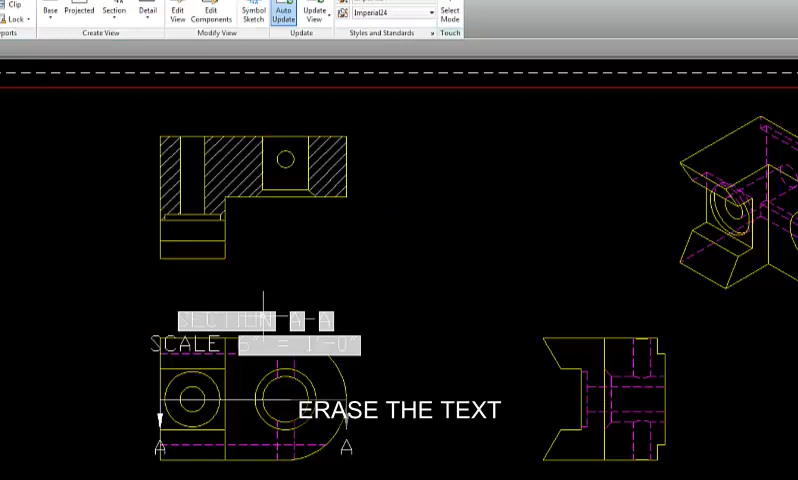 Clip
Lock
Base
Projected
Section
Detail
Edit
View
Edit
Components
Symbol
Sketch
Auto
Update
Update
View
Imperial24
Select
Mode
ports
Create View
Modify View
Update
Styles and Standards
Touch
SECTION A-A
SCALE 6" = 1'-0"
ERASE THE TEXT
A
A